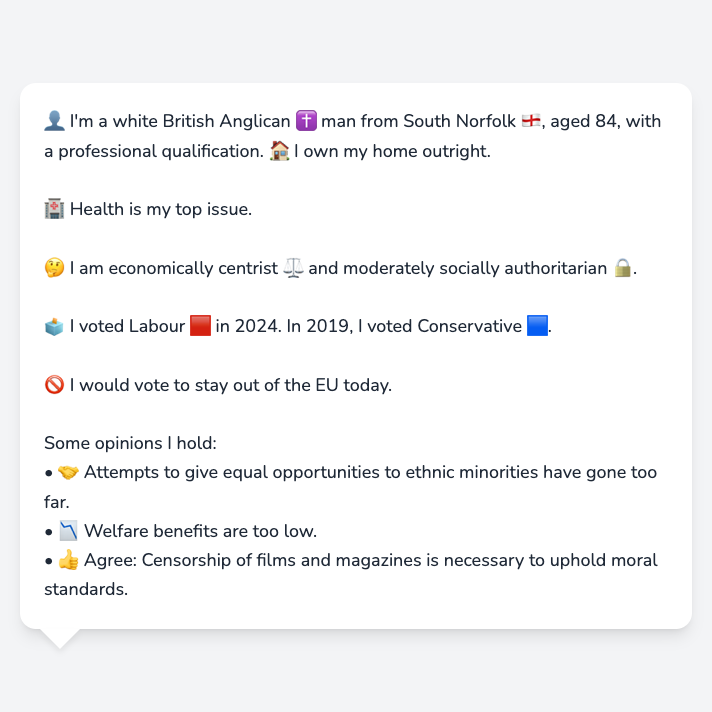 👤 I'm a white British Anglican ✝️ man from South Norfolk 🏴󠁧󠁢󠁥󠁮󠁧󠁿, aged 84, with
a professional qualification. 🏠 I own my home outright.
🏥 Health is my top issue.
🤔 I am economically centrist ⚖️ and moderately socially authoritarian 🔒.
🗳️ I voted Labour 🟥 in 2024. In 2019, I voted Conservative 🟦.
🚫 I would vote to stay out of the EU today.
Some opinions I hold:
• 🤝 Attempts to give equal opportunities to ethnic minorities have gone too
far.
• 📉 Welfare benefits are too low.
• 👍 Agree: Censorship of films and magazines is necessary to uphold moral
standards.